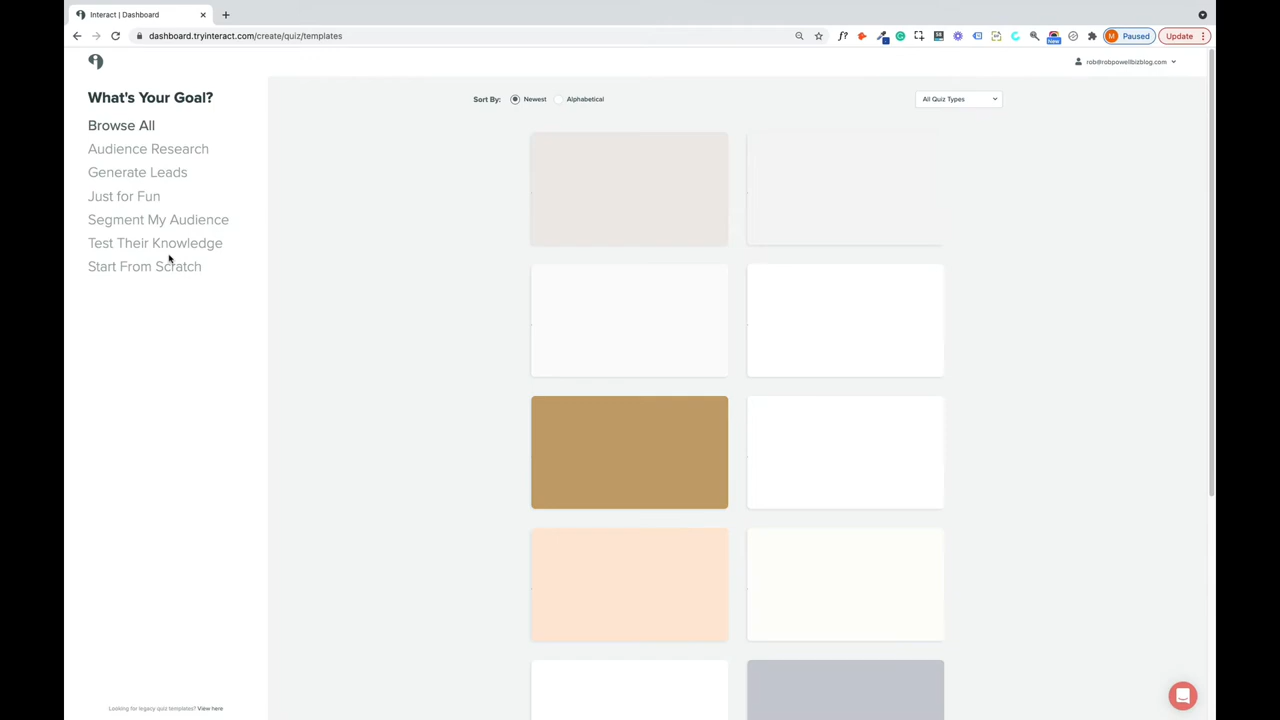 Interact | Dashboard
dashboard.tryinteract.com/create/quiz/templates
New
M Paused
Update
rob@robpowellbizblog.com
What's Your Goal?
Browse All
Audience Research
Generate Leads
Just for Fun
Segment My Audience
Test Their Knowledge
Start From Scratch
Sort By: Newest Alphabetical
All Quiz Types
Looking for legacy quiz templates? View here